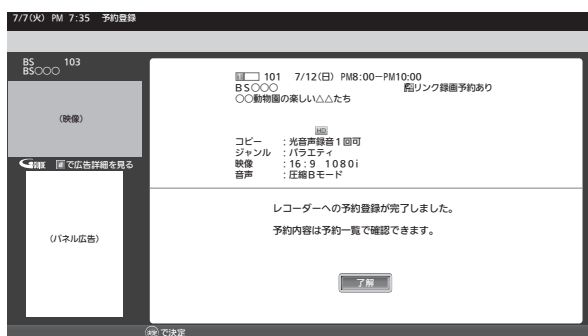 7/7(火) PM 7:35 予約登録
BS 103
BS○○○
(映像)
Gガイド で広告詳細を見る
(パネル広告)
101 7/12(日) PM8:00−PM10:00
BS○○○ リンク録画予約あり
○○動物園の楽しい△△たち
HD
コピー :光音声録音1回可
ジャンル :バラエティ
映像 :16:9 1080i
音声 :圧縮Bモード
レコーダーへの予約登録が完了しました。
予約内容は予約一覧で確認できます。
了解
決定 で決定